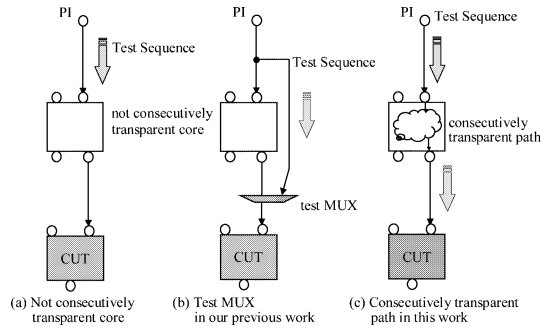 PI
Test Sequence
not consecutively
transparent core
CUT
(a) Not consecutively
transparent core
PI
Test Sequence
test MUX
CUT
(b) Test MUX
in our previous work
PI
Test Sequence
consecutively
transparent path
CUT
(c) Consecutively transparent
path in this work